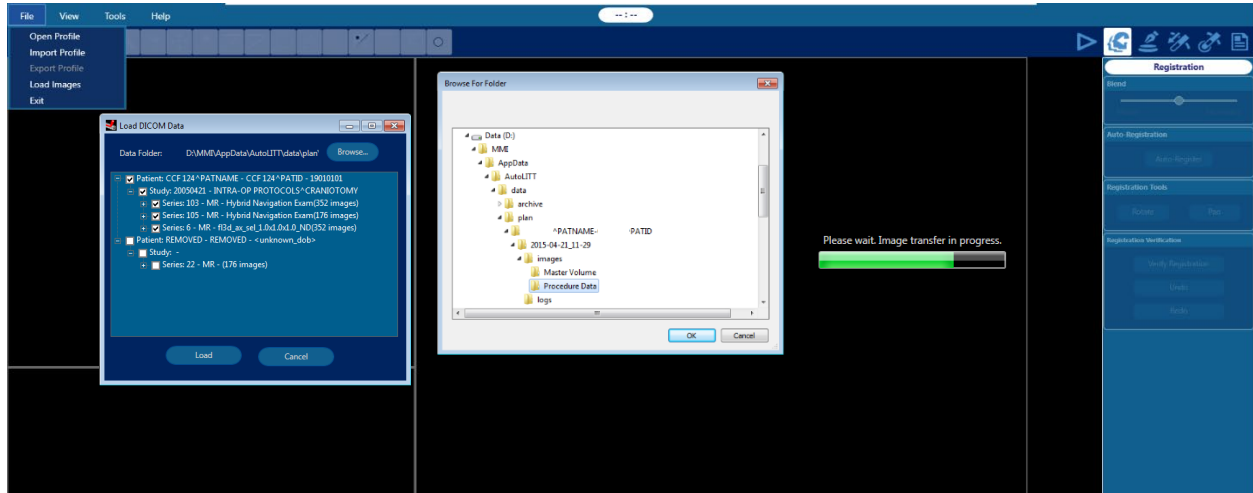 File View Tools Help
-- : --
Open Profile
Import Profile
Export Profile
Load Images
Exit
Load DICOM Data
Data Folder: D:\MMI\AppData\AutoLITT\data\plan\ Browse...
Patient: CCF124^PATNAME - CCF124^PATID - 19010101
Study: 20050421 - INTRA-OP PROTOCOLS^CRANIOTOMY
Series: 103 - MR - Hybrid Navigation Exam(352 images)
Series: 105 - MR - Hybrid Navigation Exam(176 images)
Series: 6 - MR - fl3d_ax_sel_1.0x1.0x1.0_ND(352 images)
Patient: REMOVED - REMOVED - <unknown_dob>
Study: -
Series: 22 - MR - (176 images)
Load Cancel
Browse For Folder
Data (D:)
MMI
AppData
AutoLITT
data
archive
plan
^PATNAME- ·PATID
2015-04-21_11-29
images
Master Volume
Procedure Data
logs
OK Cancel
Please wait. Image transfer in progress.
Registration
Blend
Auto-Registration
Auto-Register
Registration Tools
Rotate Pan
Registration Verification
Verify Registration
Undo
Redo